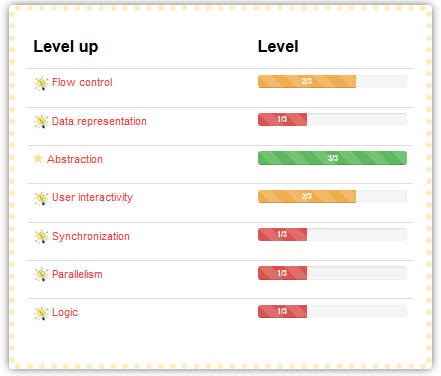 Level up Level
Flow control 2/3
Data representation 1/3
Abstraction 3/3
User interactivity 2/3
Synchronization 1/3
Parallelism 1/3
Logic 1/3